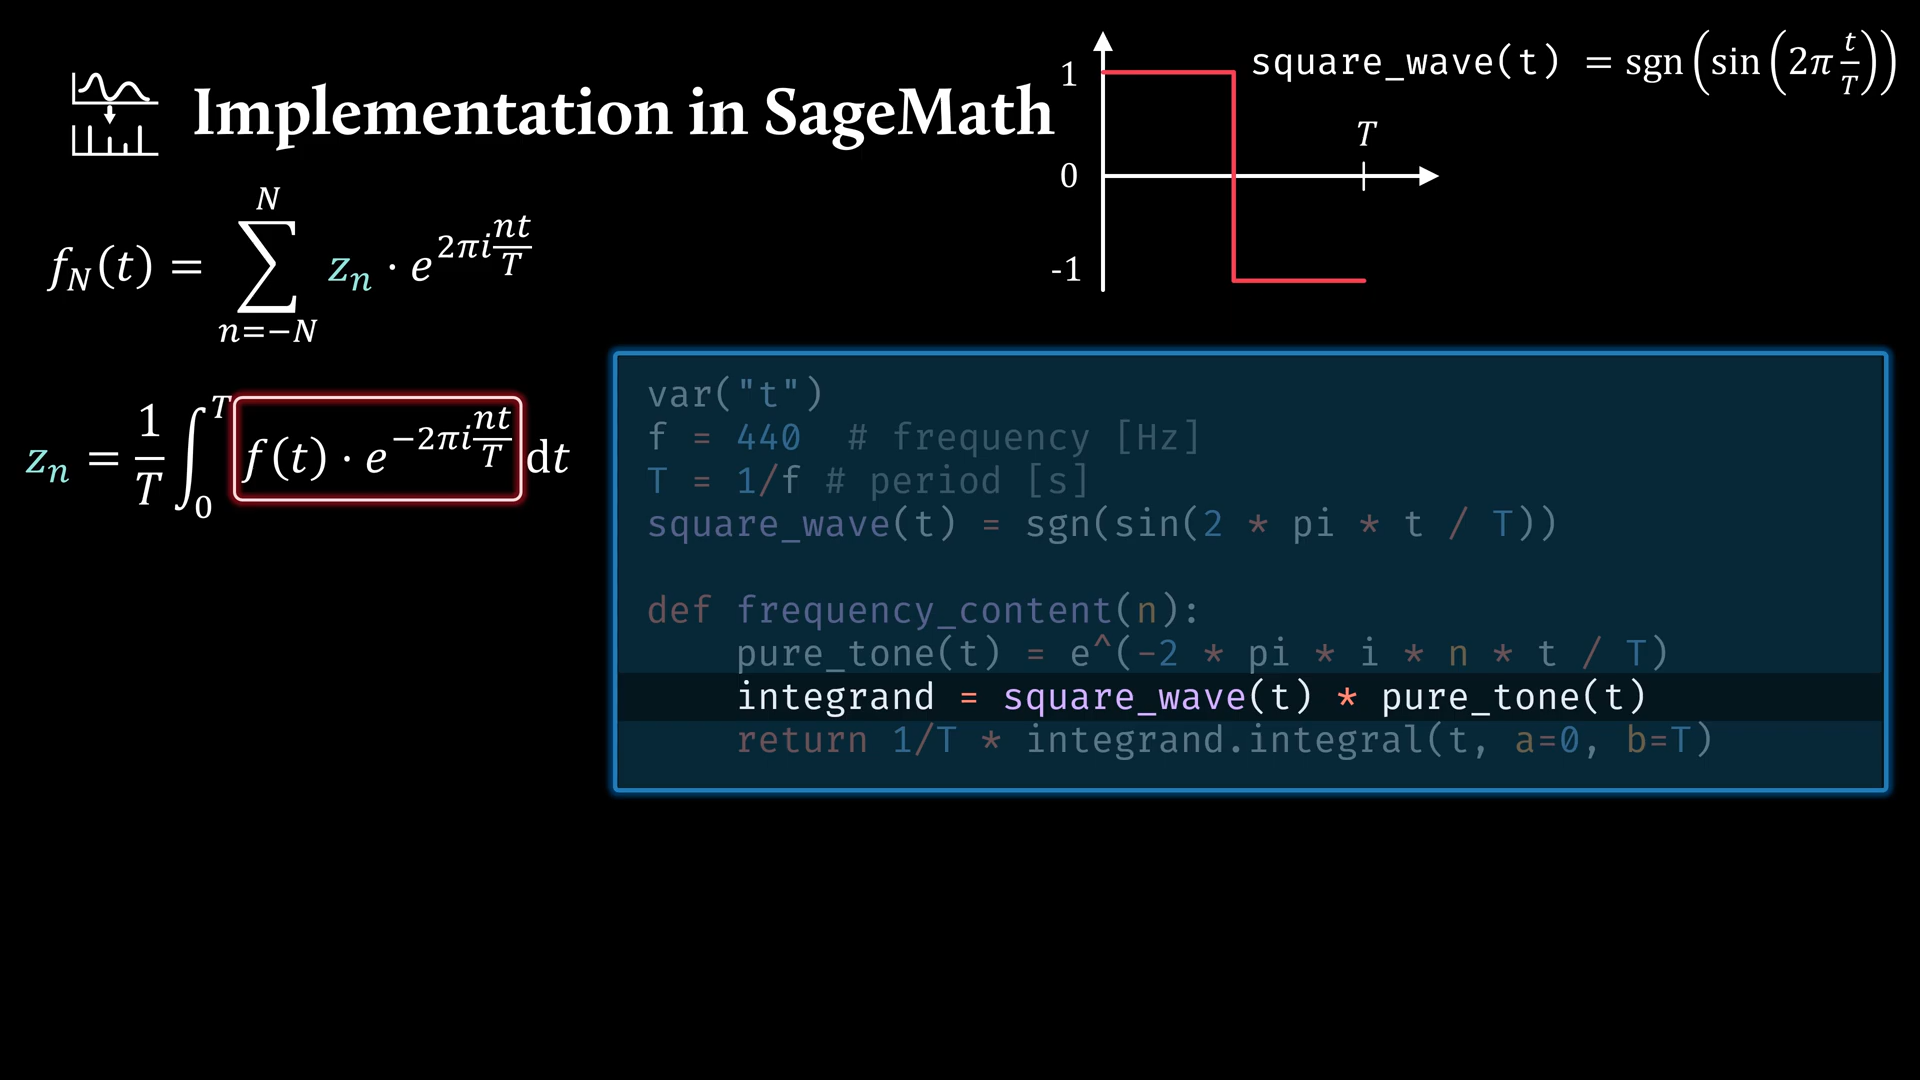 Implementation in SageMath
1
0
-1
T
square_wave(t) = sgn(sin(2π t/T))
f_N(t) = ∑_{n=−N}^{N} z_n · e^{2πi nt/T}
z_n = 1/T ∫_0^T f(t) · e^{−2πi nt/T} dt
var("t")
f = 440  # frequency [Hz]
T = 1/f # period [s]
square_wave(t) = sgn(sin(2 * pi * t / T))
def frequency_content(n):
    pure_tone(t) = e^(-2 * pi * i * n * t / T)
    integrand = square_wave(t) * pure_tone(t)
    return 1/T * integrand.integral(t, a=0, b=T)